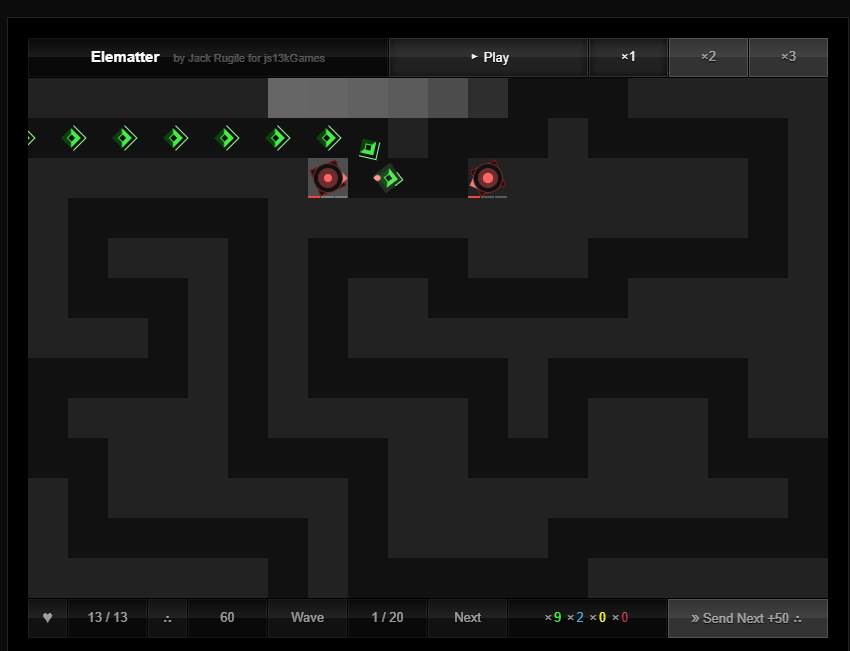 Elematter by Jack Rugile for js13kGames ► Play ×1 ×2 ×3
♥ 13 / 13 ∴ 60 Wave 1 / 20 Next ×9 ×2 ×0 ×0 » Send Next +50 ∴